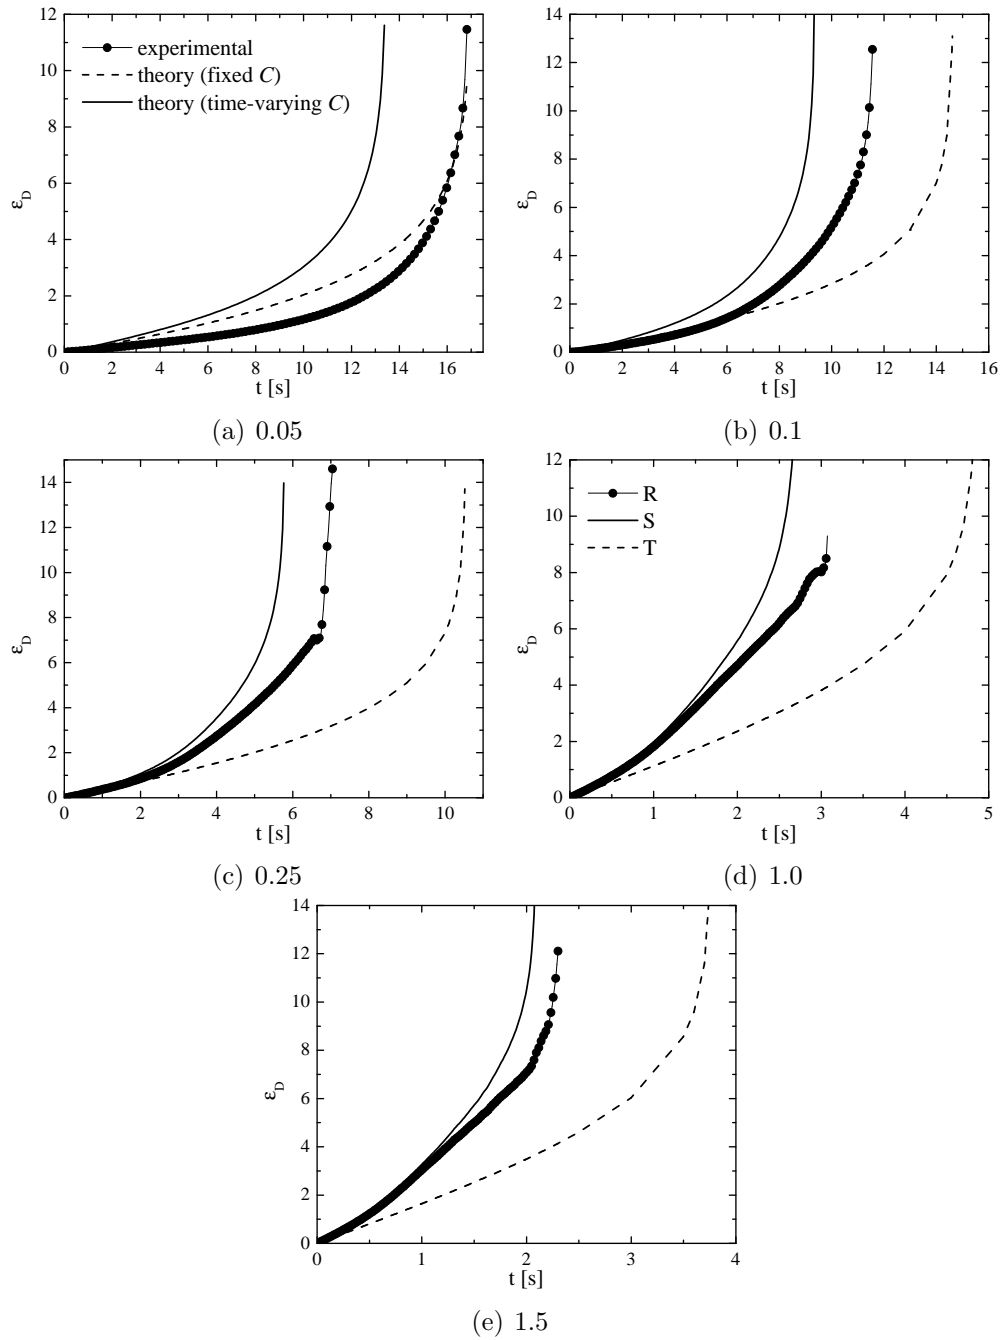 12
10
8
6
4
2
0
ε_D
experimental
theory (fixed C)
theory (time-varying C)
0 2 4 6 8 10 12 14 16
t [s]
(a) 0.05
14
12
10
8
6
4
2
0
ε_D
0 2 4 6 8 10 12 14 16
t [s]
(b) 0.1
14
12
10
8
6
4
2
0
ε_D
0 2 4 6 8 10
t [s]
(c) 0.25
12
10
8
6
4
2
0
ε_D
R
S
T
0 1 2 3 4 5
t [s]
(d) 1.0
14
12
10
8
6
4
2
0
ε_D
0 1 2 3 4
t [s]
(e) 1.5